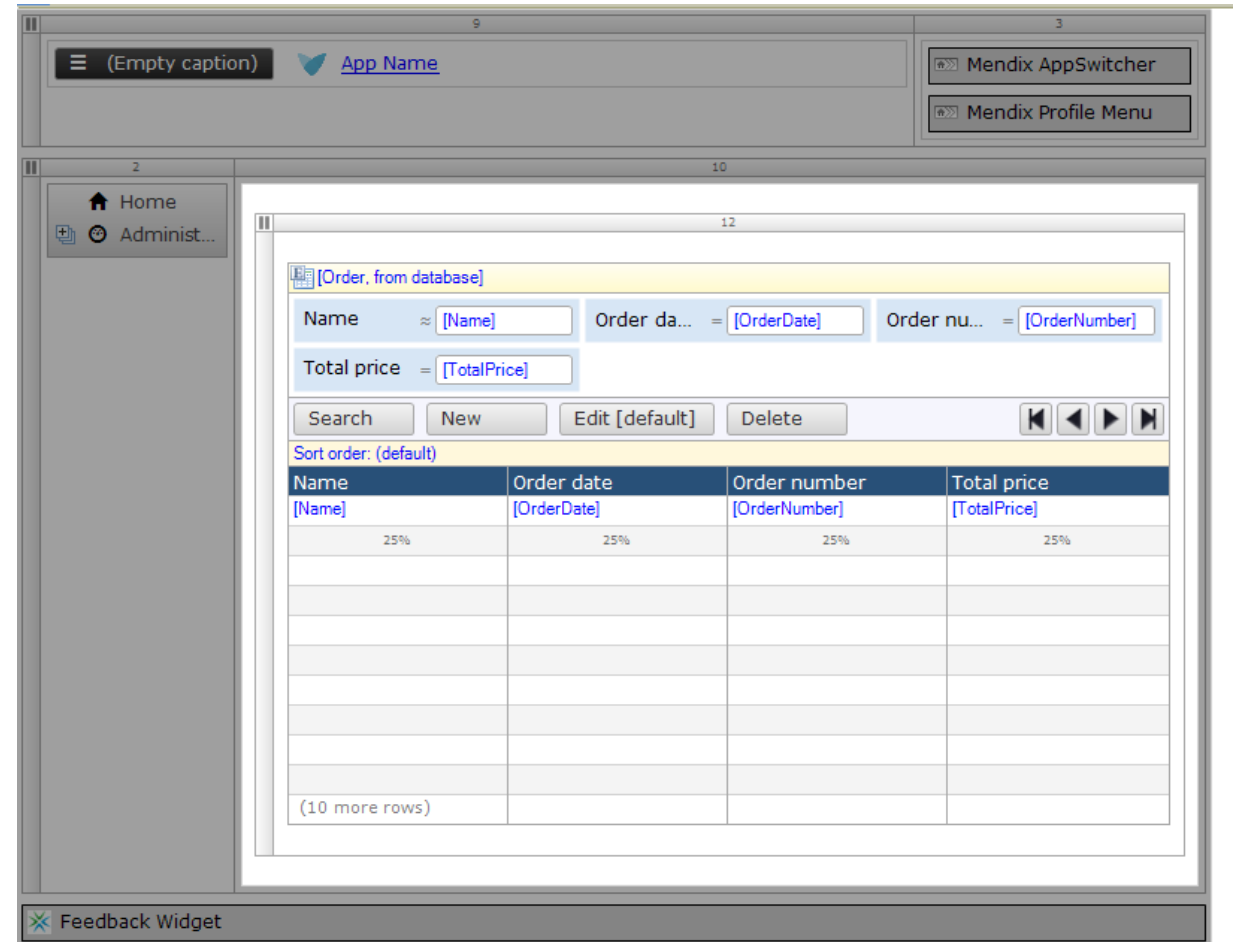 9 3
(Empty caption) App Name Mendix AppSwitcher
Mendix Profile Menu
2 10
Home
Administ...
12
[Order, from database]
Name ≈ [Name] Order da... = [OrderDate] Order nu... = [OrderNumber]
Total price = [TotalPrice]
Search New Edit [default] Delete
Sort order: (default)
Name Order date Order number Total price
[Name] [OrderDate] [OrderNumber] [TotalPrice]
25% 25% 25% 25%
(10 more rows)
Feedback Widget